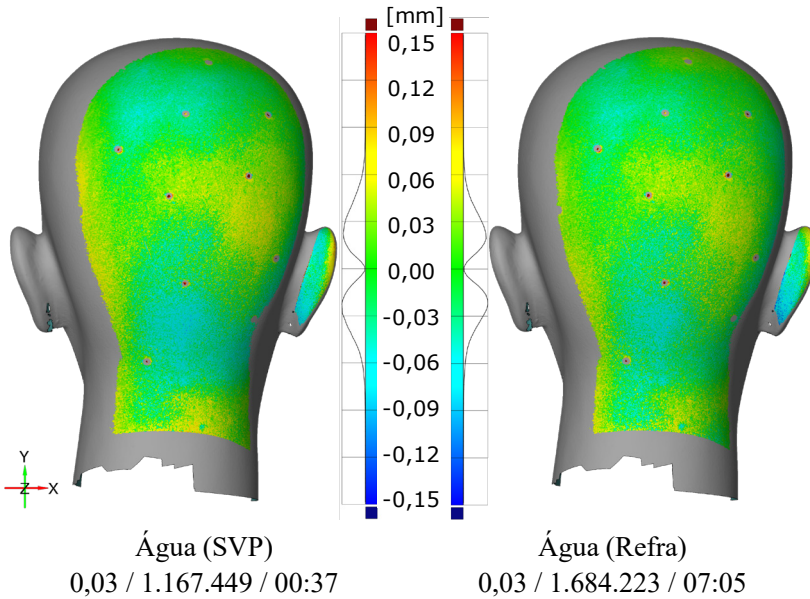 [mm]
0,15
0,12
0,09
0,06
0,03
0,00
-0,03
-0,06
-0,09
-0,12
-0,15
Y
Z X
Água (SVP)
0,03 / 1.167.449 / 00:37
Água (Refra)
0,03 / 1.684.223 / 07:05